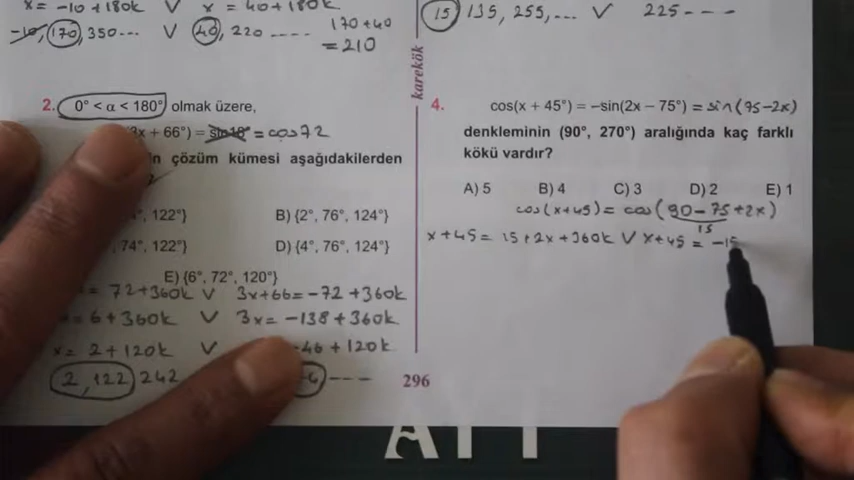 x = -10 + 180k V x = 40 + 180k
-10, 170, 350... V 40, 220 ....
170 + 40
= 210
2. 0° < α < 180° olmak üzere,
3x + 66°) = sin18° = cos72
çözüm kümesi aşağıdakilerden
, 122°}
B) {2°, 76°, 124°}
74°, 122°}
D) {4°, 76°, 124°}
E) {6°, 72°, 120°}
= 72 + 360k V 3x + 66 = -72 + 360k
= 6 + 360k V 3x = -138 + 360k
x = 2 + 120k V -46 + 120k
2, 122 242
karekök
296
15 135, 255, ... V 225 - - - -
4. cos(x + 45°) = –sin(2x – 75°) = sin(75-2x)
denkleminin (90°, 270°) aralığında kaç farklı
kökü vardır?
A) 5 B) 4 C) 3 D) 2 E) 1
cos(x+45) = cos(90 - 75 + 2x)
15
x + 45 = 15 + 2x + 360k V x + 45 = -15